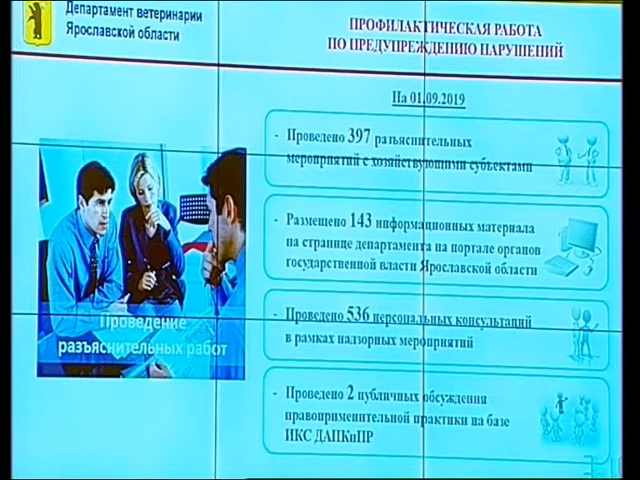 Департамент ветеринарии
Ярославской области
ПРОФИЛАКТИЧЕСКАЯ РАБОТА
ПО ПРЕДУПРЕЖДЕНИЮ НАРУШЕНИЙ
На 01.09.2019
- Проведено 397 разъяснительных
мероприятий с хозяйствующими субъектами
- Размещено 143 информационных материала
на странице департамента на портале органов
государственной власти Ярославской области
- Проведено 536 персональных консультаций
в рамках надзорных мероприятий
- Проведено 2 публичных обсуждения
правоприменительной практики на базе
ИКС ДАПКиПР
Проведение
разъяснительных работ